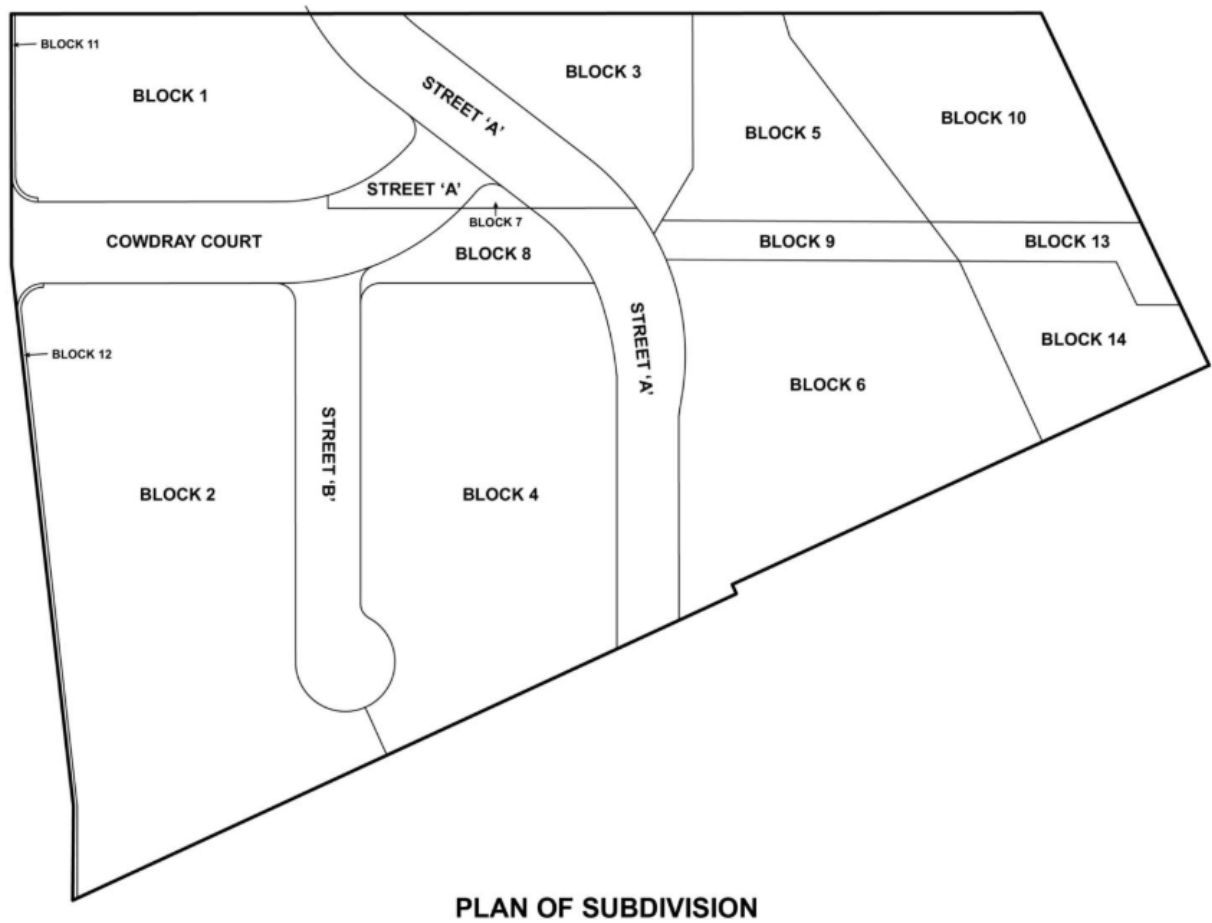 BLOCK 11
BLOCK 1
BLOCK 3
STREET 'A'
BLOCK 5
BLOCK 10
STREET 'A'
BLOCK 7
COWDRAY COURT
BLOCK 8
BLOCK 9
BLOCK 13
BLOCK 12
STREET 'A'
BLOCK 14
BLOCK 6
STREET 'B'
BLOCK 2
BLOCK 4
PLAN OF SUBDIVISION